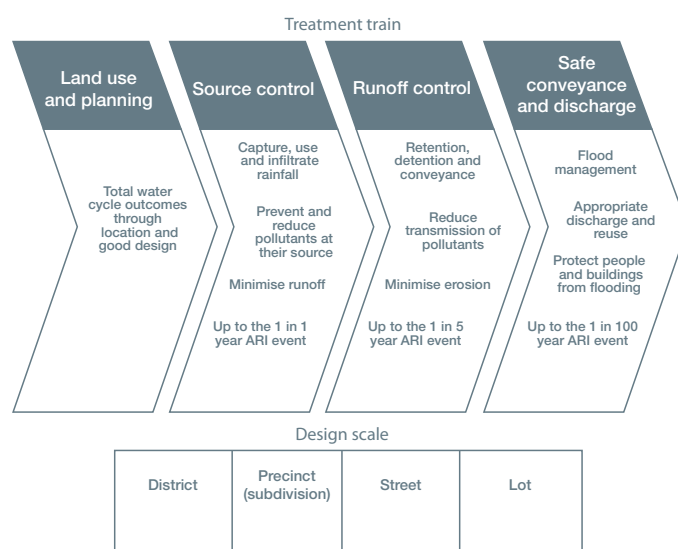 Treatment train
Land use
and planning
Total water
cycle outcomes
through
location and
good design
Source control
Capture, use
and infiltrate
rainfall
Prevent and
reduce
pollutants at
their source
Minimise runoff
Up to the 1 in 1
year ARI event
Runoff control
Retention,
detention and
conveyance
Reduce
transmission of
pollutants
Minimise erosion
Up to the 1 in 5
year ARI event
Safe
conveyance
and discharge
Flood
management
Appropriate
discharge and
reuse
Protect people
and buildings
from flooding
Up to the 1 in 100
year ARI event
Design scale
District
Precinct
(subdivision)
Street
Lot